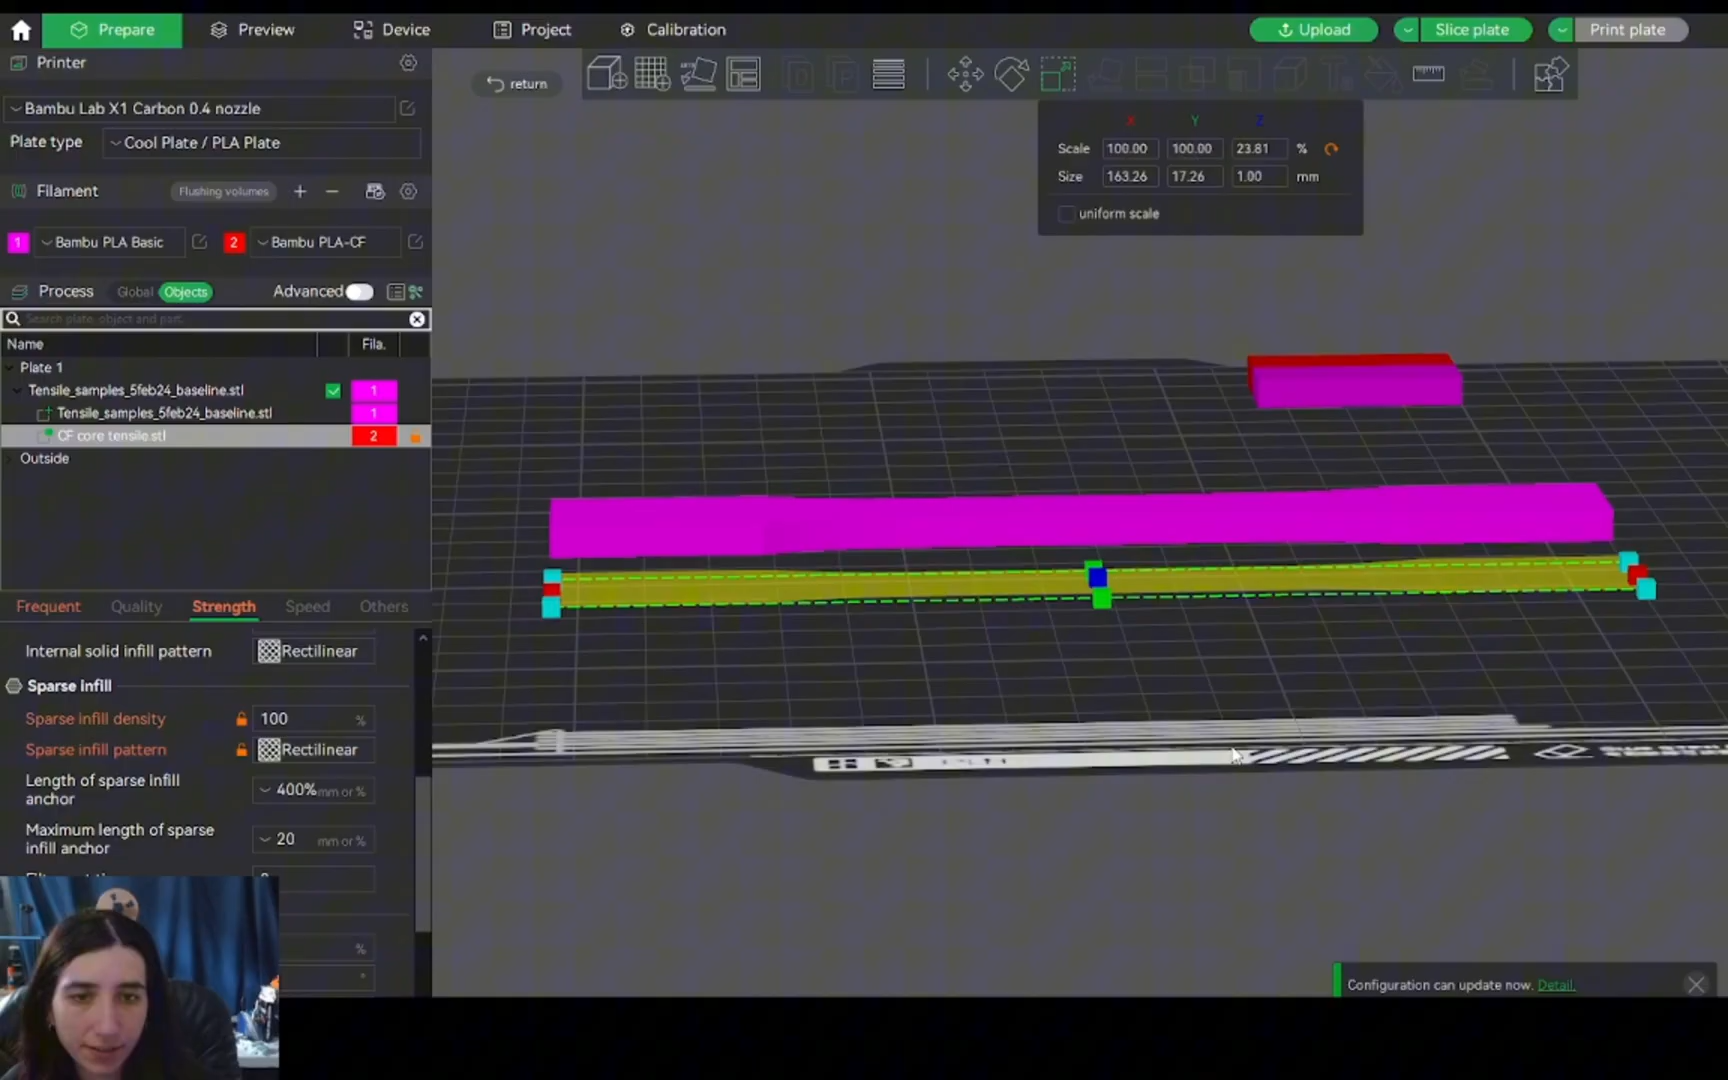 Prepare Preview Device Project Calibration Upload Slice plate Print plate
Printer
return
Bambu Lab X1 Carbon 0.4 nozzle
Plate type Cool Plate / PLA Plate
X Y Z
Scale 100.00 100.00 23.81 %
Size 163.26 17.26 1.00 mm
uniform scale
Filament Flushing volumes + −
1 Bambu PLA Basic 2 Bambu PLA-CF
Process Global Objects Advanced
Search plate, object and part.
Name Fila.
Plate 1
Tensile_samples_5feb24_baseline.stl 1
Tensile_samples_5feb24_baseline.stl 1
CF core tensile.stl 2
Outside
Frequent Quality Strength Speed Others
Internal solid infill pattern Rectilinear
Sparse infill
Sparse infill density 100 %
Sparse infill pattern Rectilinear
Length of sparse infill anchor 400% mm or %
Maximum length of sparse infill anchor 20 mm or %
%
°
Configuration can update now. Detail.